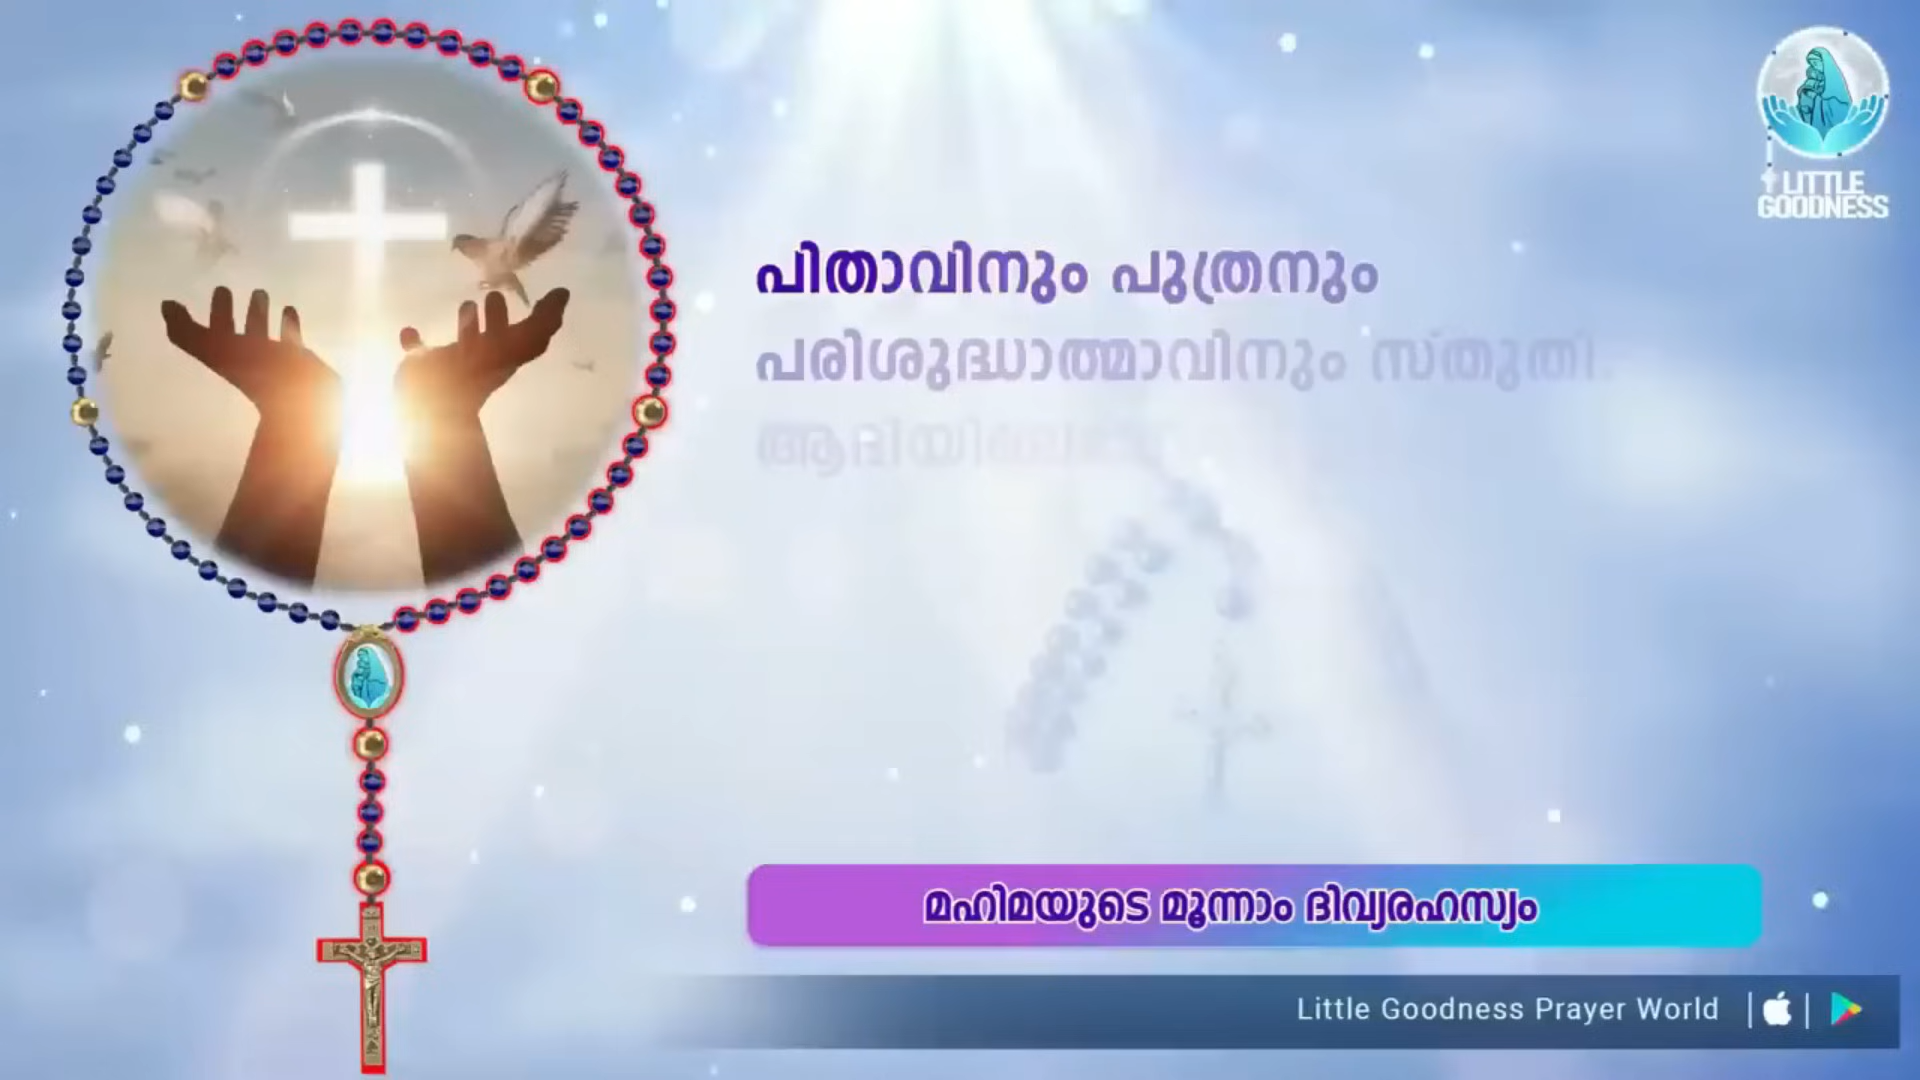 LITTLE
GOODNESS
പിതാവിനും പുത്രനും
പരിശുദ്ധാത്മാവിനും സ്തുതി.
മഹിമയുടെ മൂന്നാം ദിവ്യരഹസ്യം
Little Goodness Prayer World